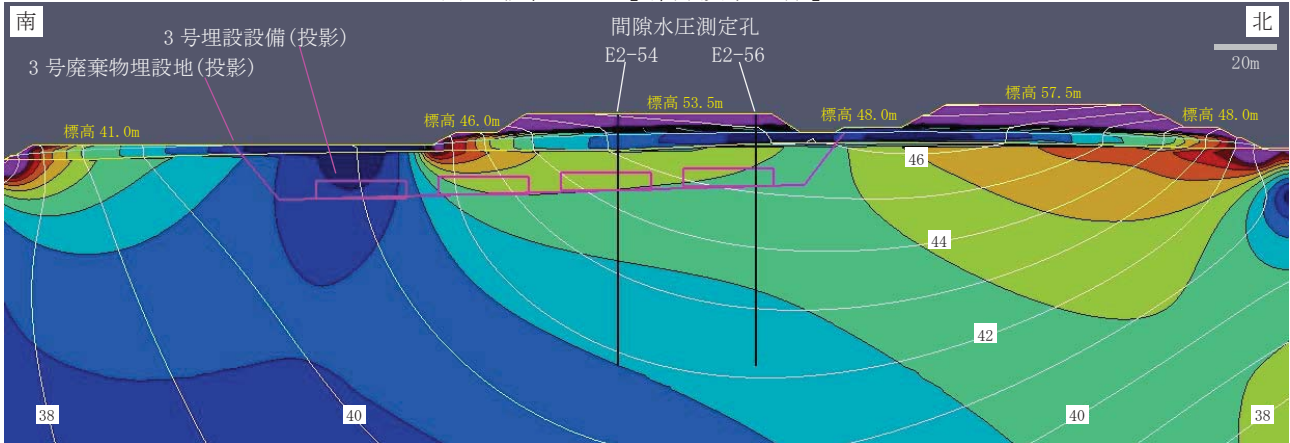 南
北
3号埋設設備(投影)
3号廃棄物埋設地(投影)
間隙水圧測定孔
E2-54
E2-56
20m
標高 41.0m
標高 46.0m
標高 53.5m
標高 48.0m
標高 57.5m
標高 48.0m
46
44
42
38
40
40
38